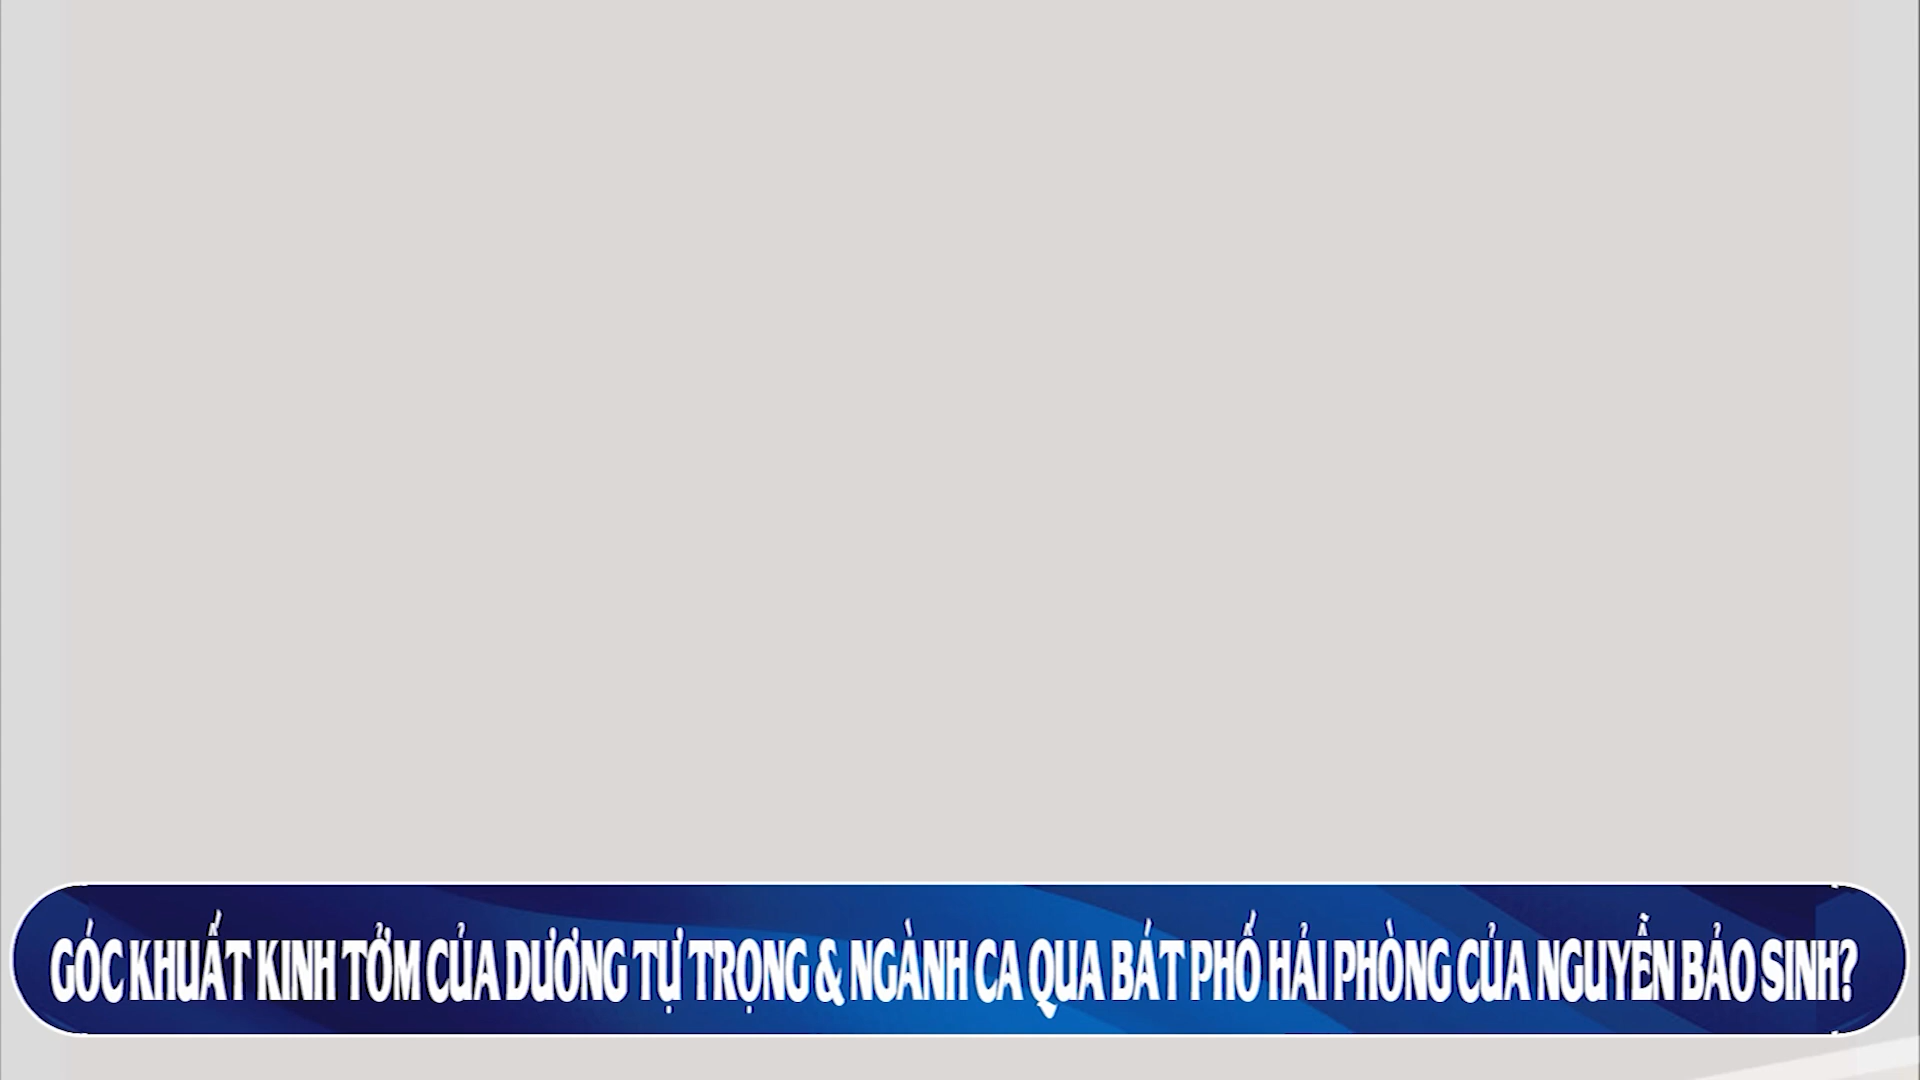 GÓC KHUẤT KINH TỞM CỦA DƯƠNG TỰ TRỌNG & NGÀNH CA QUA BÁT PHỐ HẢI PHÒNG CỦA NGUYỄN BẢO SINH?